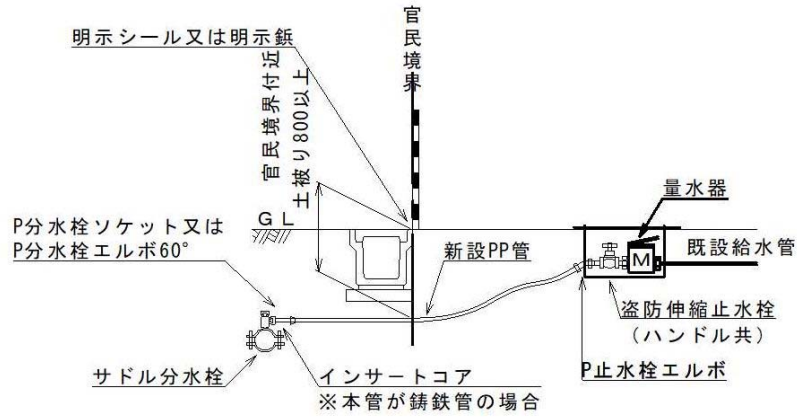 官民境界
明示シール又は明示鋲
官民境界付近
土被り800以上
量水器
GL
P分水栓ソケット又は
P分水栓エルボ60°
新設PP管
M
既設給水管
盗防伸縮止水栓
（ハンドル共）
P止水栓エルボ
サドル分水栓
インサートコア
※本管が鋳鉄管の場合